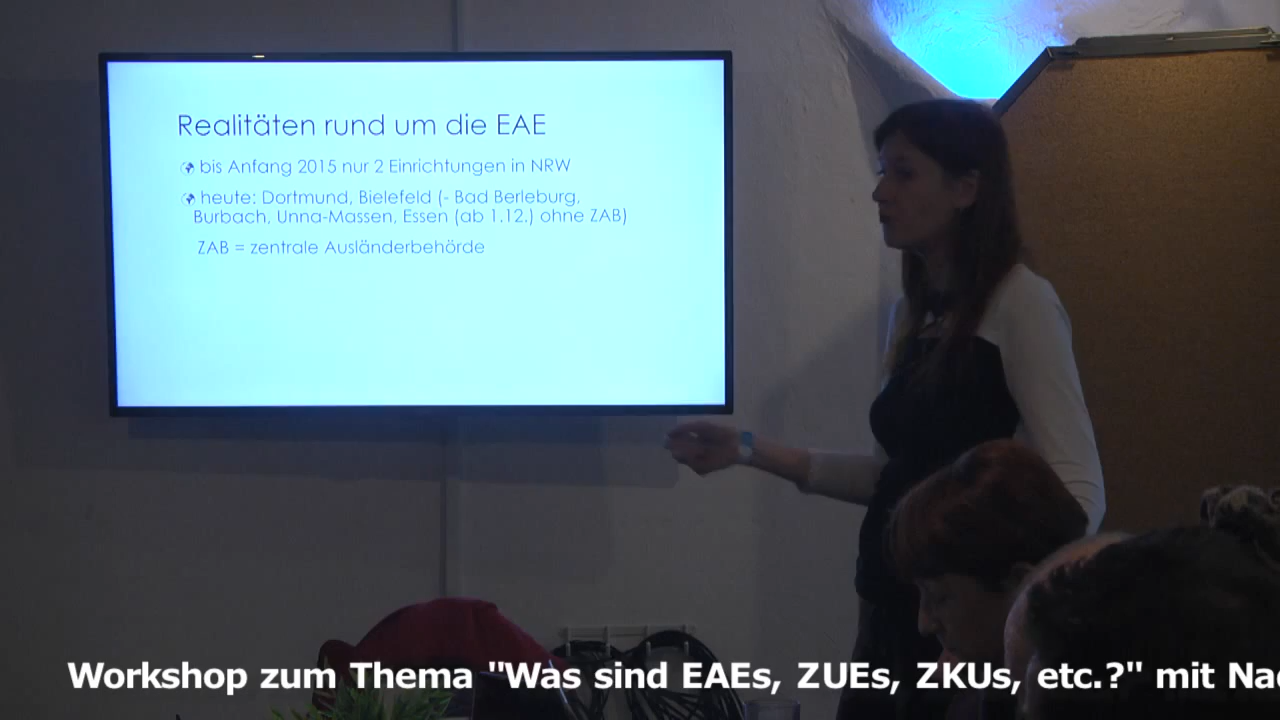 Realitäten rund um die EAE
bis Anfang 2015 nur 2 Einrichtungen in NRW
heute: Dortmund, Bielefeld (- Bad Berleburg,
Burbach, Unna-Massen, Essen (ab 1.12.) ohne ZAB)
ZAB = zentrale Ausländerbehörde
Workshop zum Thema "Was sind EAEs, ZUEs, ZKUs, etc.?" mit